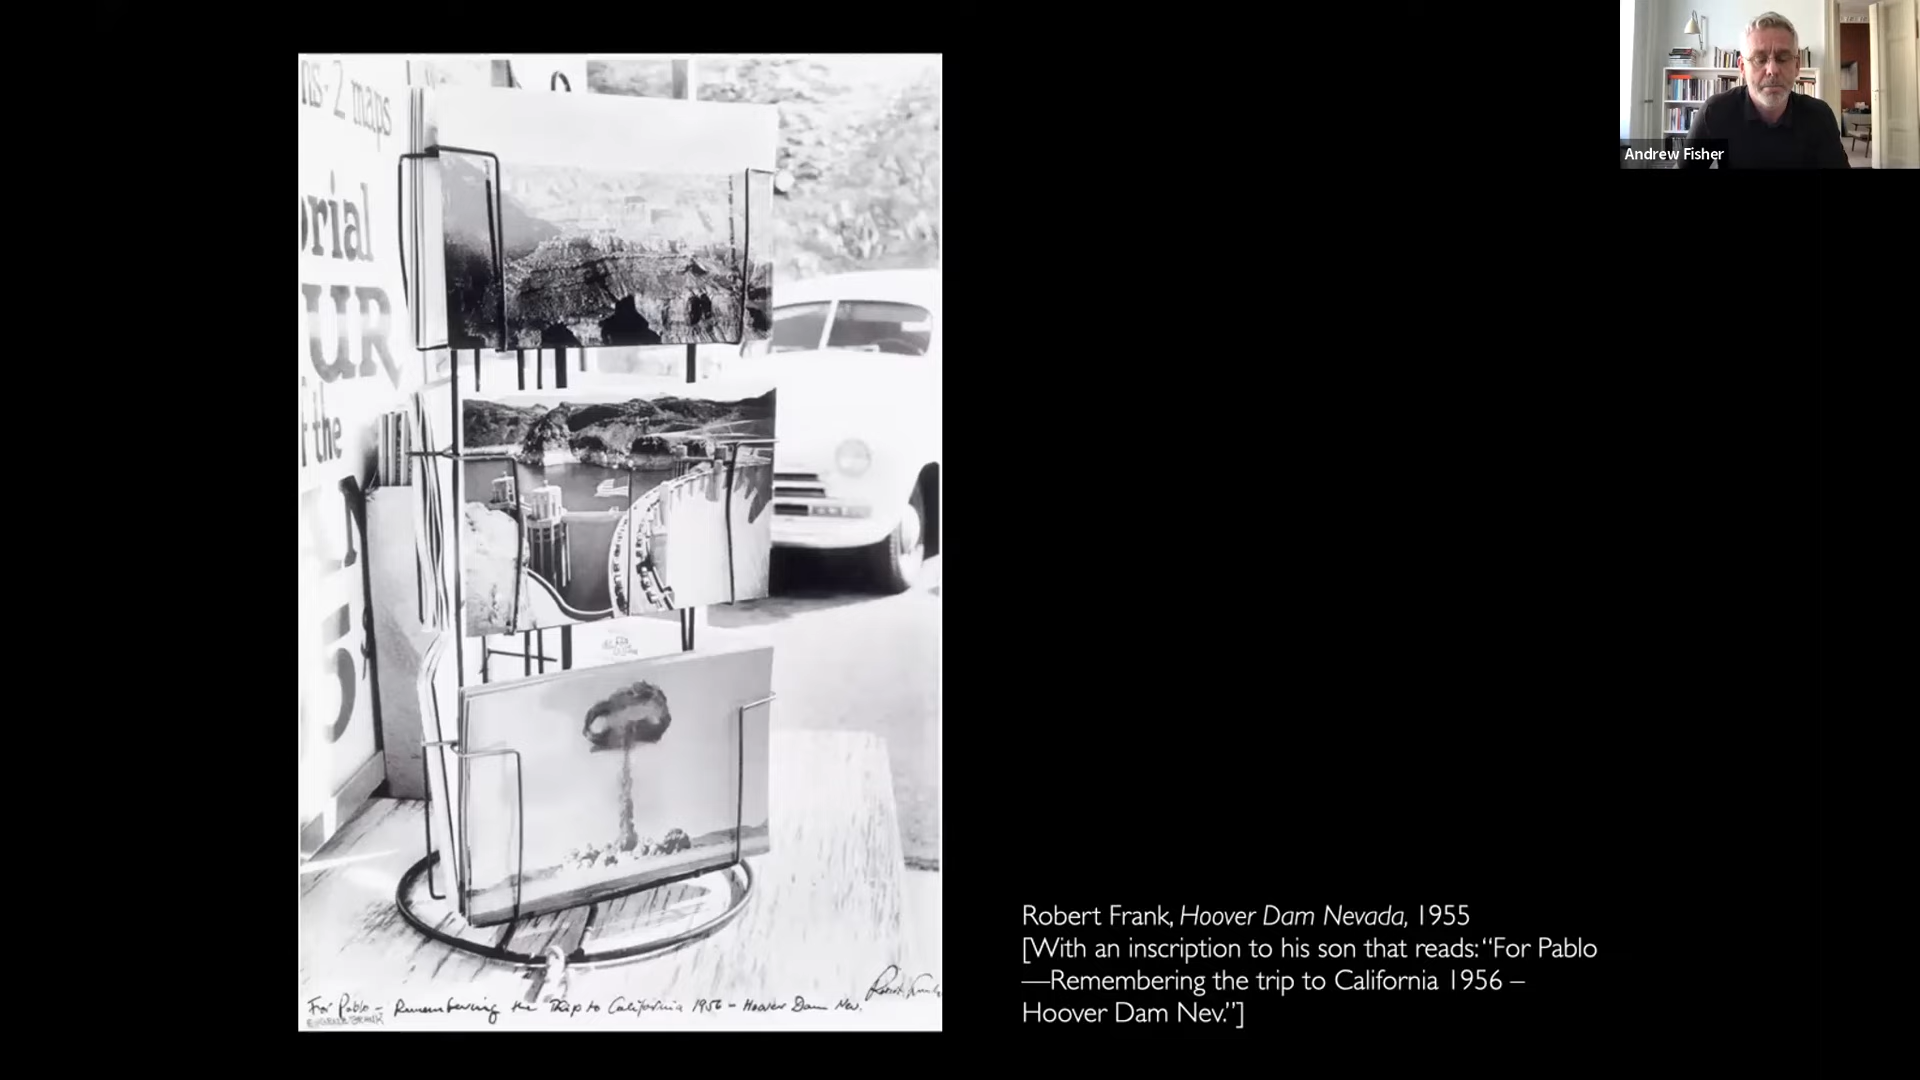 Andrew Fisher
ns-2 maps
orial
UR
the
For Pablo - Remembering the Trip to California 1956 - Hoover Dam Nev.
Robert Frank, Hoover Dam Nevada, 1955
[With an inscription to his son that reads: “For Pablo
—Remembering the trip to California 1956 –
Hoover Dam Nev.”]